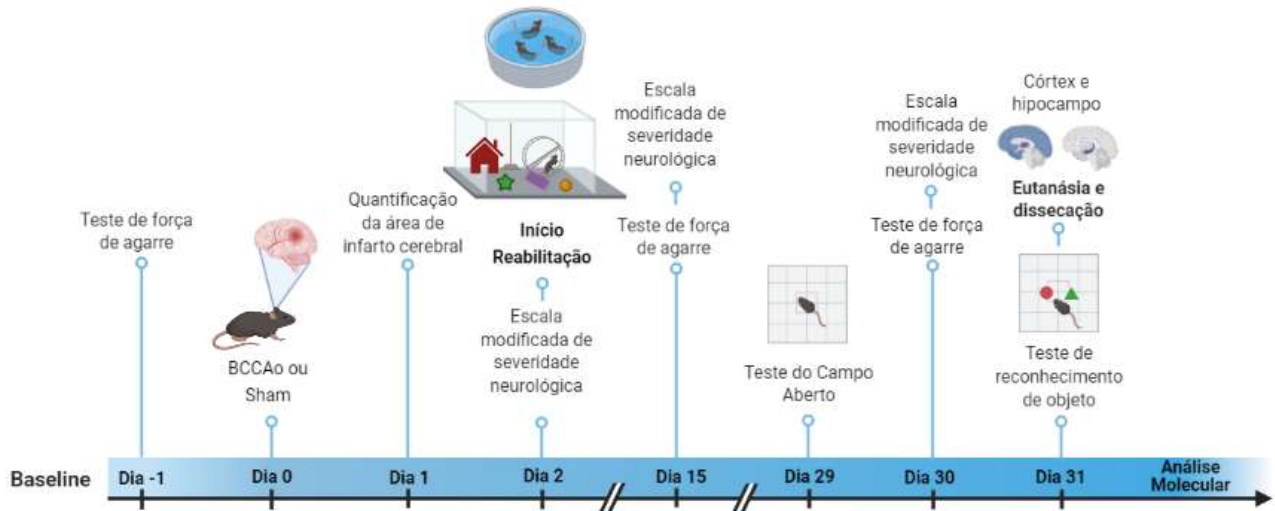 Teste de força
de agarre
BCCAo ou
Sham
Quantificação
da área de
infarto cerebral
Início
Reabilitação
Escala
modificada de
severidade
neurológica
Escala
modificada de
severidade
neurológica
Teste de força
de agarre
Teste do Campo
Aberto
Escala
modificada de
severidade
neurológica
Teste de força
de agarre
Córtex e
hipocampo
Eutanásia e
dissecação
Teste de
reconhecimento
de objeto
Baseline
Dia -1
Dia 0
Dia 1
Dia 2
Dia 15
Dia 29
Dia 30
Dia 31
Análise
Molecular